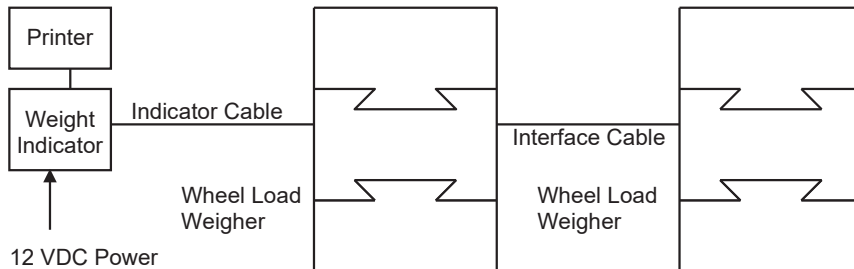 Printer
Weight
Indicator
Indicator Cable
Interface Cable
Wheel Load
Weigher
Wheel Load
Weigher
12 VDC Power